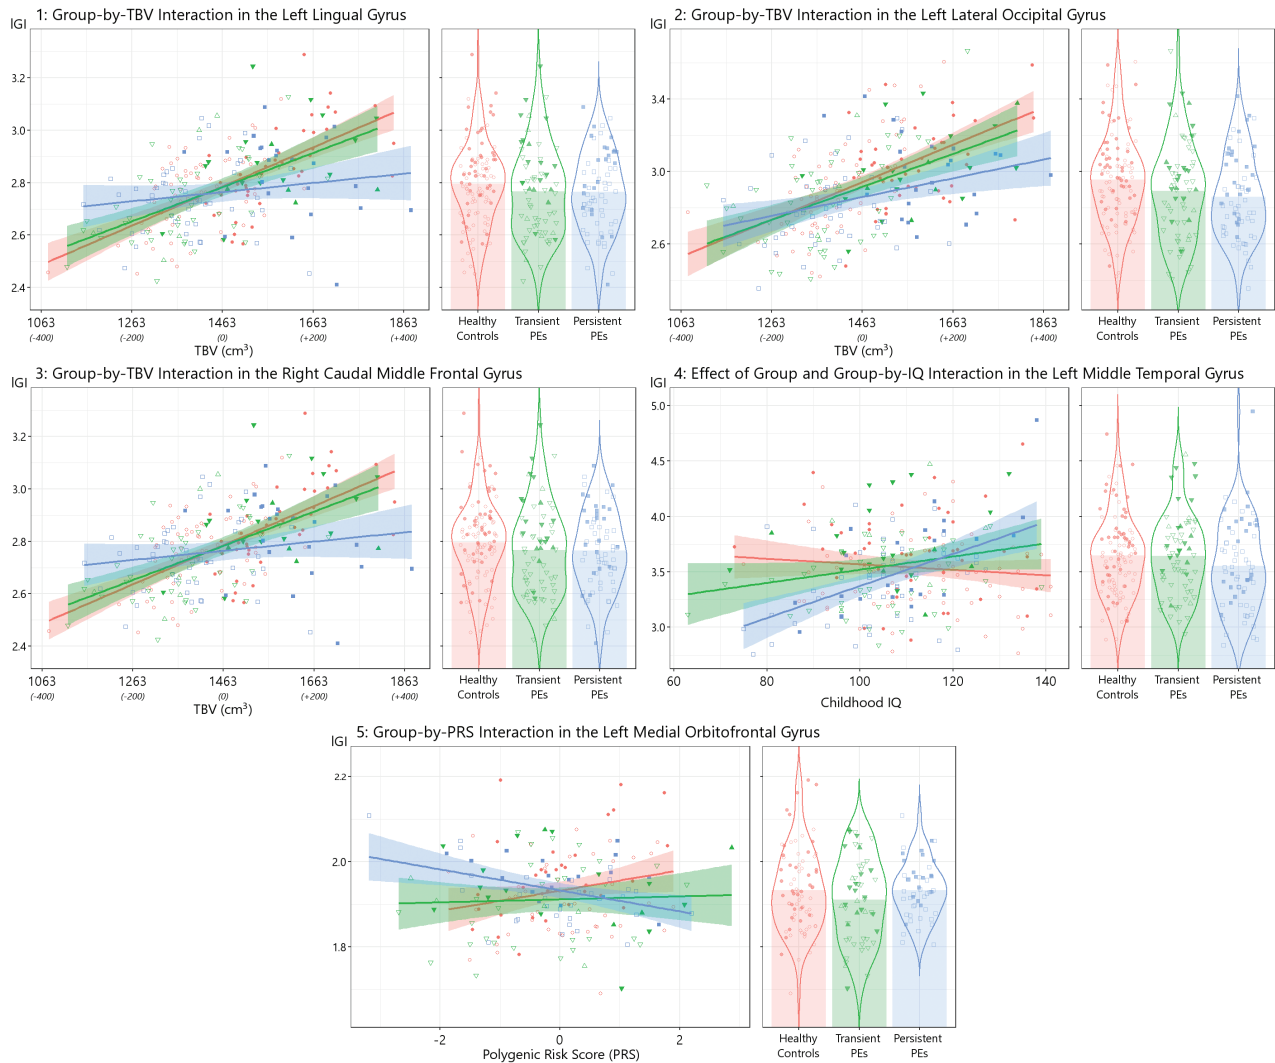 1: Group-by-TBV Interaction in the Left Lingual Gyrus
lGI
3.2
3.0
2.8
2.6
2.4
1063 1263 1463 1663 1863
(-400) (-200) (0) (+200) (+400)
TBV (cm³)
Healthy Controls
Transient PEs
Persistent PEs
2: Group-by-TBV Interaction in the Left Lateral Occipital Gyrus
lGI
3.4
3.0
2.6
1063 1263 1463 1663 1863
(-400) (-200) (0) (+200) (+400)
TBV (cm³)
Healthy Controls
Transient PEs
Persistent PEs
3: Group-by-TBV Interaction in the Right Caudal Middle Frontal Gyrus
lGI
3.2
3.0
2.8
2.6
2.4
1063 1263 1463 1663 1863
(-400) (-200) (0) (+200) (+400)
TBV (cm³)
Healthy Controls
Transient PEs
Persistent PEs
4: Effect of Group and Group-by-IQ Interaction in the Left Middle Temporal Gyrus
lGI
5.0
4.5
4.0
3.5
3.0
60 80 100 120 140
Childhood IQ
Healthy Controls
Transient PEs
Persistent PEs
5: Group-by-PRS Interaction in the Left Medial Orbitofrontal Gyrus
lGI
2.2
2.0
1.8
-2 0 2
Polygenic Risk Score (PRS)
Healthy Controls
Transient PEs
Persistent PEs